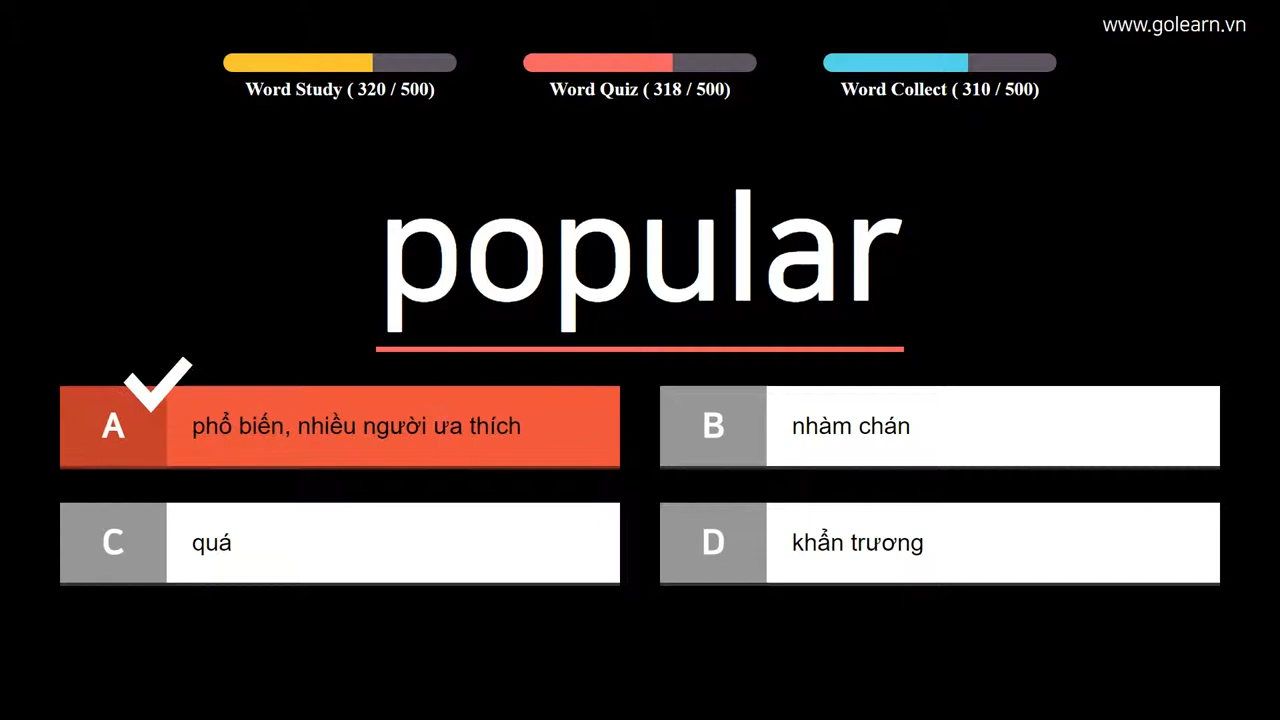 www.golearn.vn
Word Study ( 320 / 500)
Word Quiz ( 318 / 500)
Word Collect ( 310 / 500)
popular
A phổ biến, nhiều người ưa thích
B nhàm chán
C quá
D khẩn trương